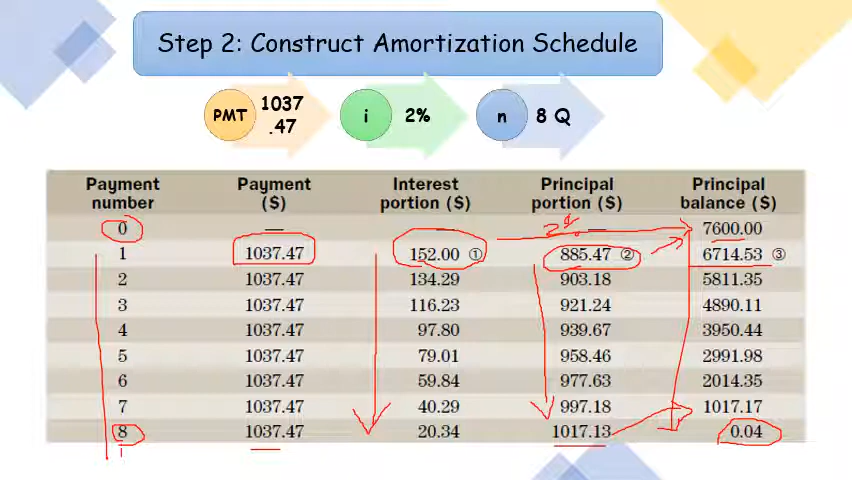 Step 2: Construct Amortization Schedule
PMT 1037.47 i 2% n 8 Q
Payment number Payment ($) Interest portion ($) Principal portion ($) Principal balance ($)
0 — — — 7600.00
2%
1 1037.47 152.00 ① 885.47 ② 6714.53 ③
2 1037.47 134.29 903.18 5811.35
3 1037.47 116.23 921.24 4890.11
4 1037.47 97.80 939.67 3950.44
5 1037.47 79.01 958.46 2991.98
6 1037.47 59.84 977.63 2014.35
7 1037.47 40.29 997.18 1017.17
8 1037.47 20.34 1017.13 0.04